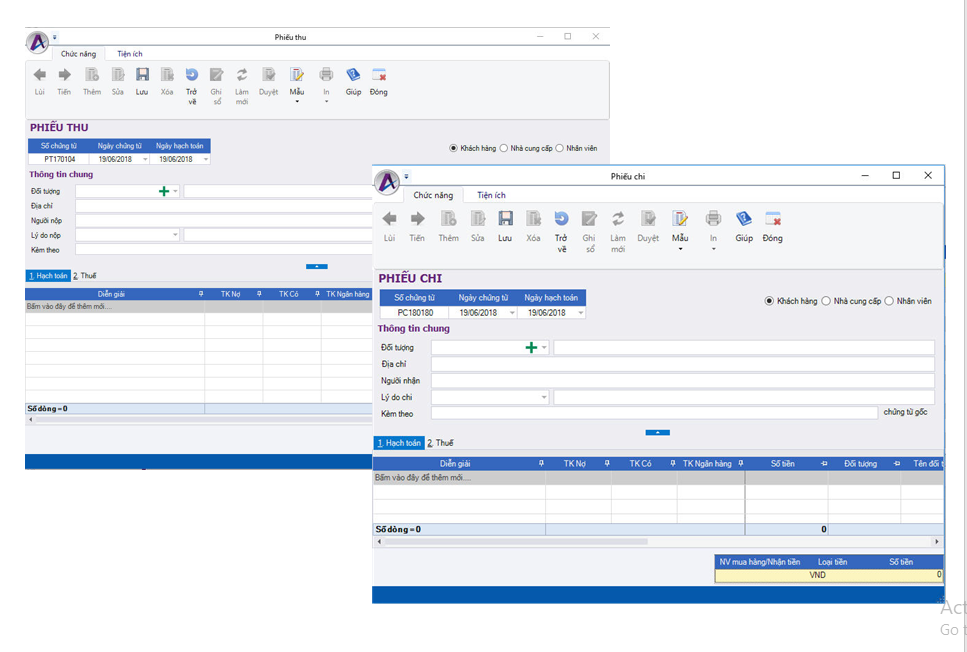 Phiếu thu
Chức năng Tiện ích
Lùi Tiến Thêm Sửa Lưu Xóa Trở về Ghi sổ Làm mới Duyệt Mẫu In Giúp Đóng
PHIẾU THU
Số chứng từ Ngày chứng từ Ngày hạch toán
PT170104 19/06/2018 19/06/2018
Khách hàng Nhà cung cấp Nhân viên
Thông tin chung
Đối tượng
Địa chỉ
Người nộp
Lý do nộp
Kèm theo
1. Hạch toán 2. Thuế
Diễn giải TK Nợ TK Có TK Ngân hàng
Bấm vào đây để thêm mới....
Số dòng = 0
Phiếu chi
Chức năng Tiện ích
Lùi Tiến Thêm Sửa Lưu Xóa Trở về Ghi sổ Làm mới Duyệt Mẫu In Giúp Đóng
PHIẾU CHI
Số chứng từ Ngày chứng từ Ngày hạch toán
PC180180 19/06/2018 19/06/2018
Khách hàng Nhà cung cấp Nhân viên
Thông tin chung
Đối tượng
Địa chỉ
Người nhận
Lý do chi
Kèm theo chứng từ gốc
1. Hạch toán 2. Thuế
Diễn giải TK Nợ TK Có TK Ngân hàng Số tiền Đối tượng Tên đối t
Bấm vào đây để thêm mới....
Số dòng = 0 0
NV mua hàng/Nhận tiền Loại tiền Số tiền
VND 0
Act
Go t